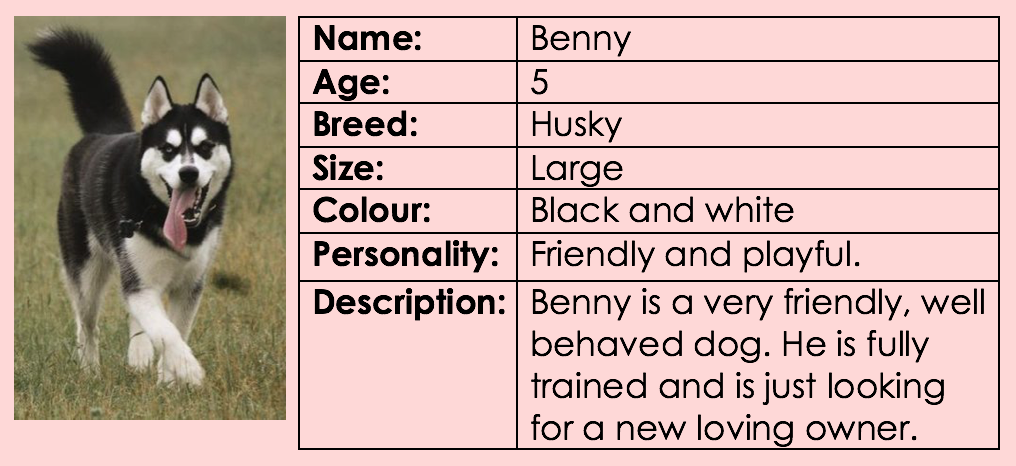 Name: Benny
Age: 5
Breed: Husky
Size: Large
Colour: Black and white
Personality: Friendly and playful.
Description: Benny is a very friendly, well
behaved dog. He is fully
trained and is just looking
for a new loving owner.